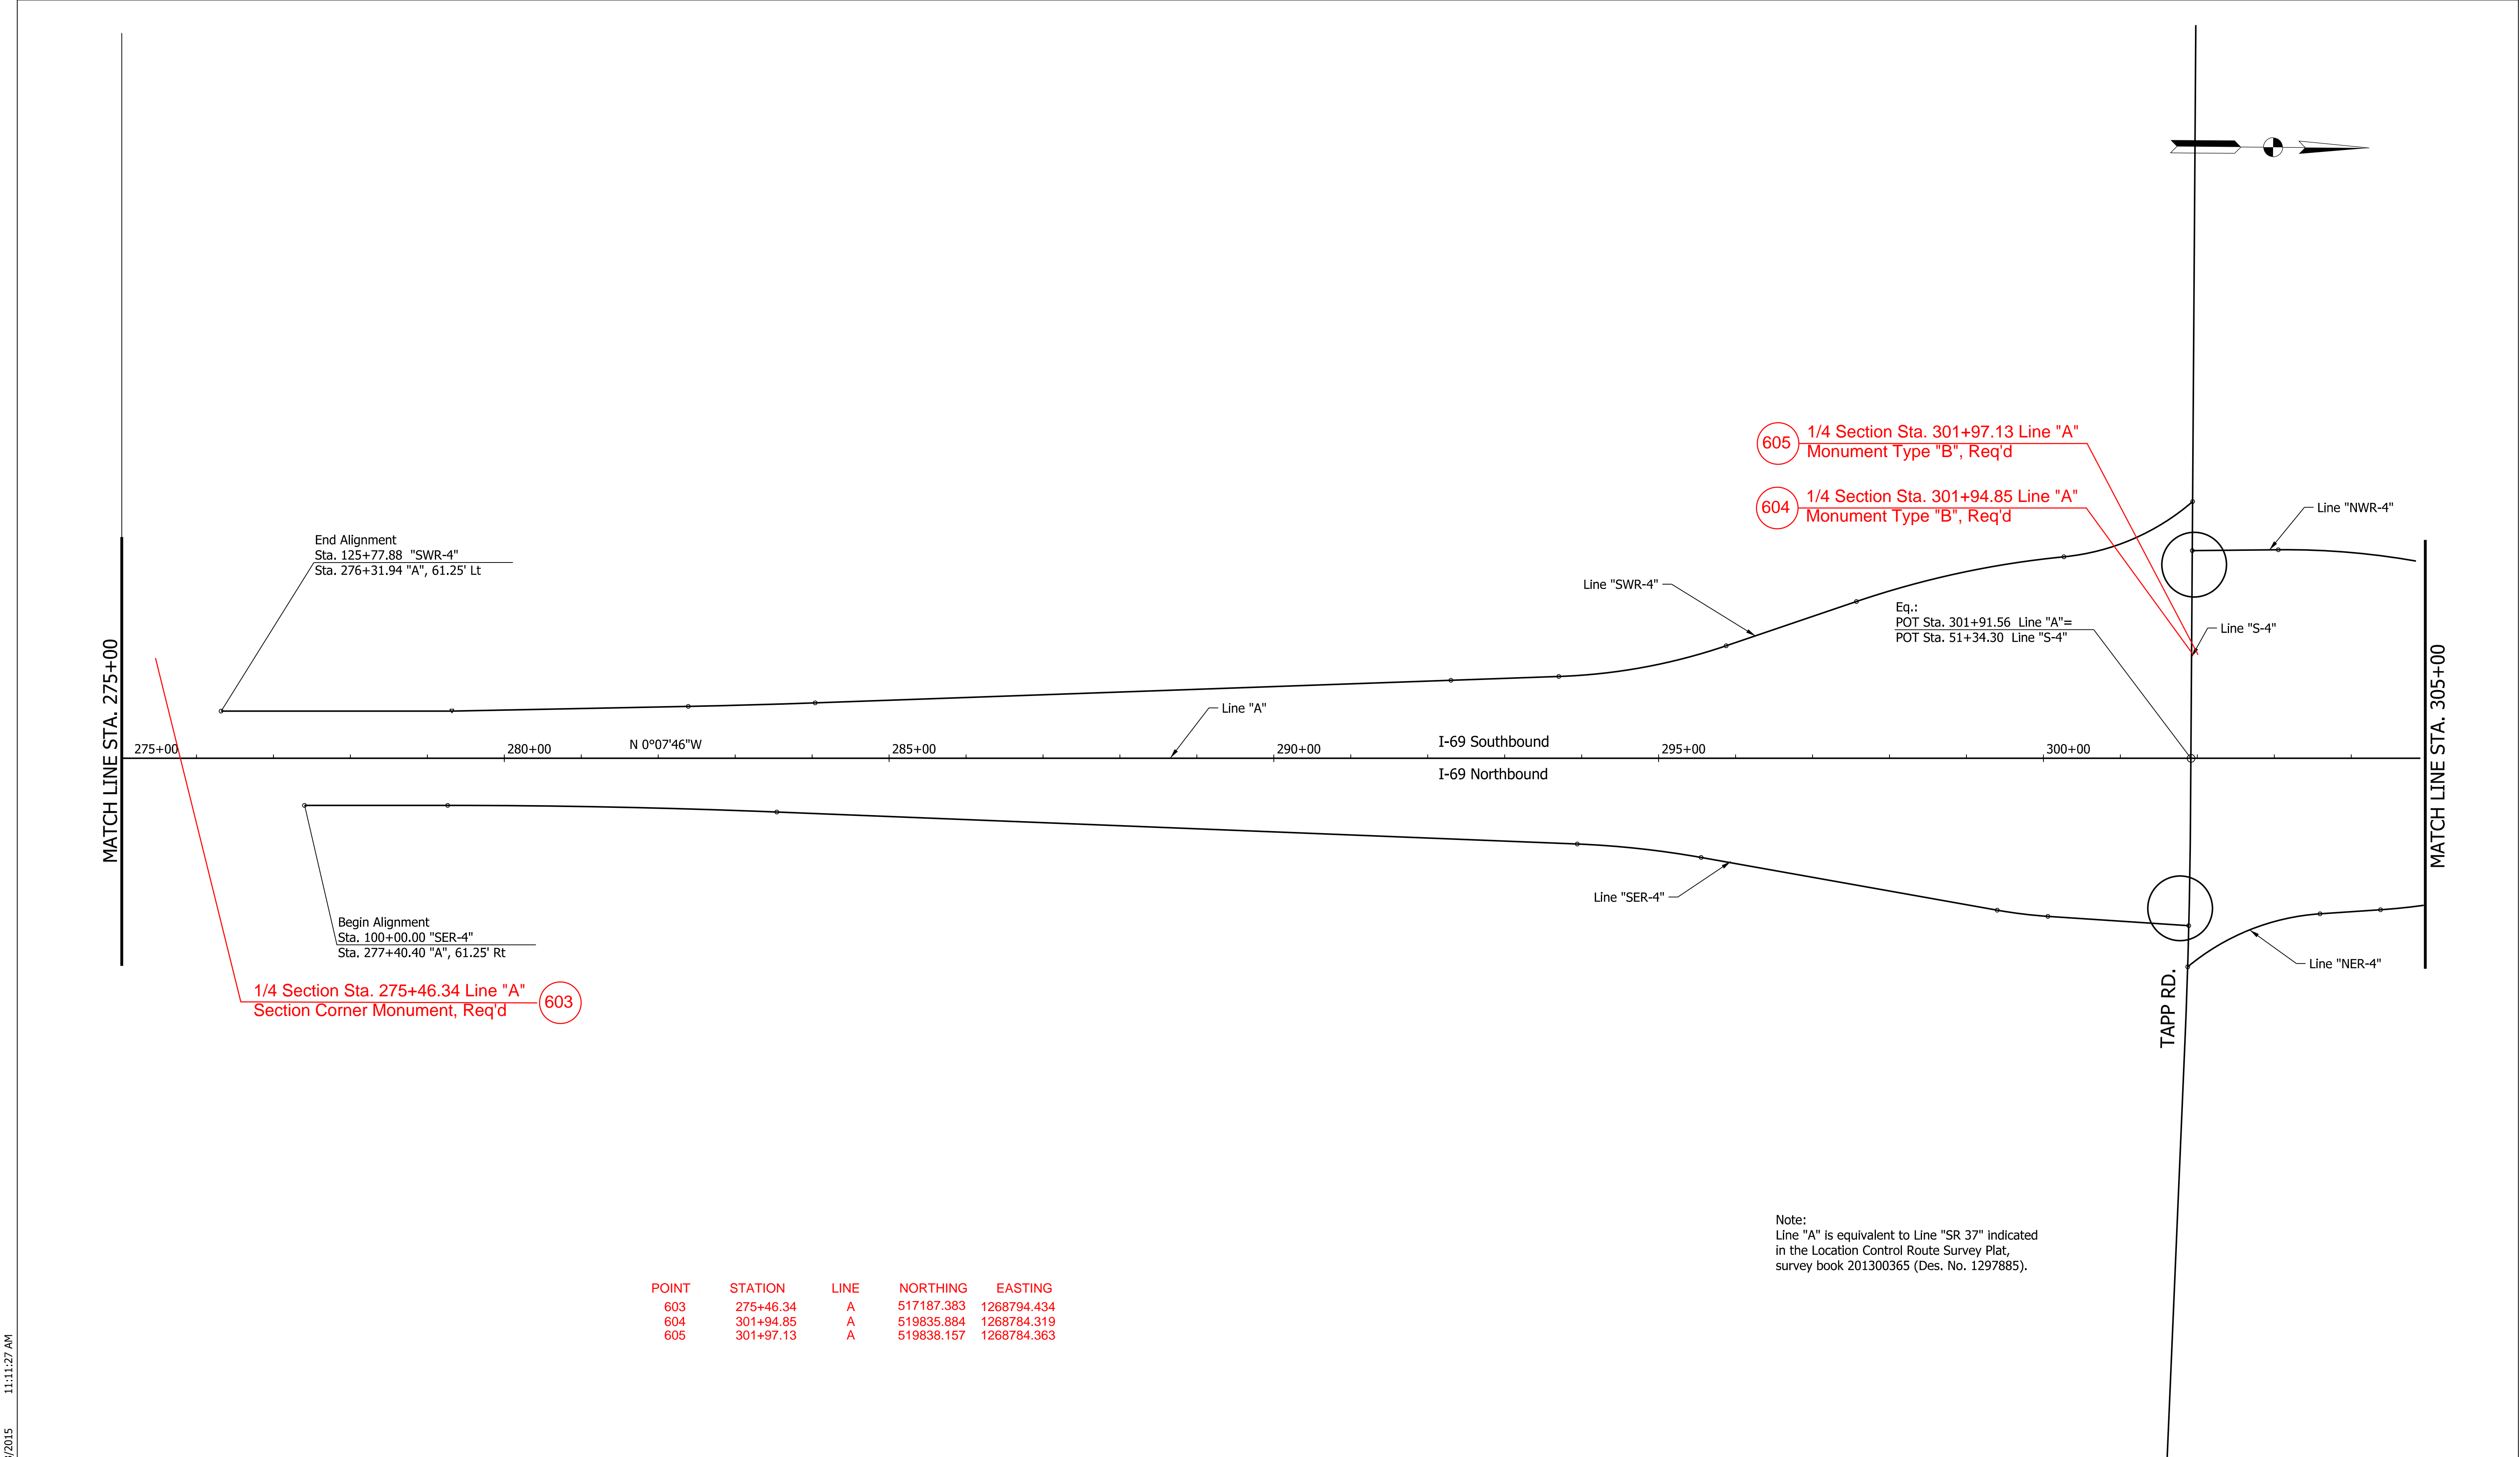 605
1/4 Section Sta. 301+97.13 Line "A"
Monument Type "B", Req'd
604
1/4 Section Sta. 301+94.85 Line "A"
Monument Type "B", Req'd
Line "NWR-4"
End Alignment
Sta. 125+77.88 "SWR-4"
Sta. 276+31.94 "A", 61.25' Lt
Line "SWR-4"
Eq.:
POT Sta. 301+91.56 Line "A"=
POT Sta. 51+34.30 Line "S-4"
Line "S-4"
MATCH LINE STA. 275+00
MATCH LINE STA. 305+00
Line "A"
275+00
280+00
N 0°07'46"W
285+00
290+00
I-69 Southbound
295+00
300+00
I-69 Northbound
Line "SER-4"
Begin Alignment
Sta. 100+00.00 "SER-4"
Sta. 277+40.40 "A", 61.25' Rt
Line "NER-4"
TAPP RD.
1/4 Section Sta. 275+46.34 Line "A"
Section Corner Monument, Req'd
603
Note:
Line "A" is equivalent to Line "SR 37" indicated
in the Location Control Route Survey Plat,
survey book 201300365 (Des. No. 1297885).
POINT STATION LINE NORTHING EASTING
603 275+46.34 A 517187.383 1268794.434
604 301+94.85 A 519835.884 1268784.319
605 301+97.13 A 519838.157 1268784.363
11:11:27 AM
/2015